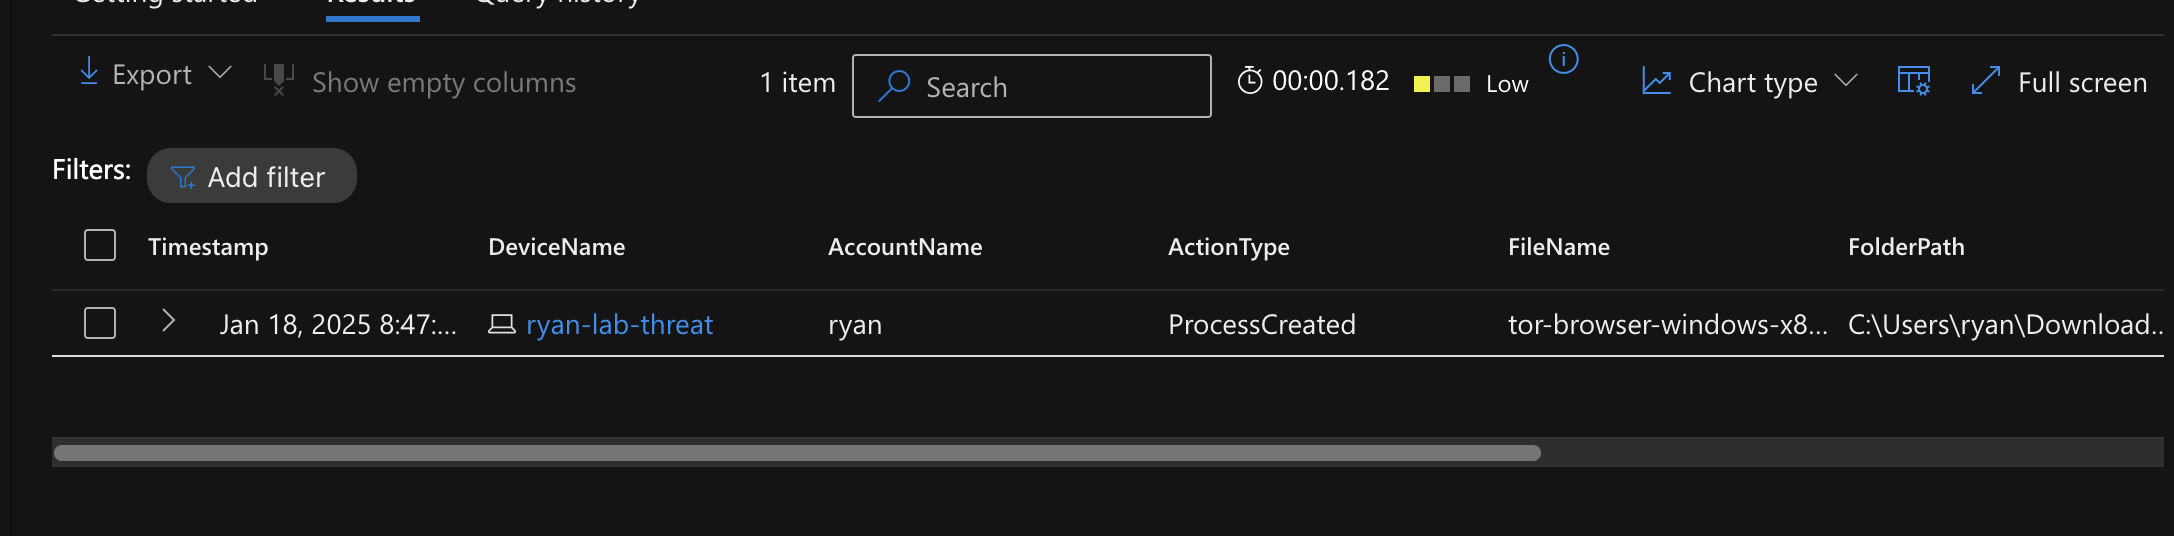 Getting started Results Query history
Export Show empty columns 1 item Search 00:00.182 Low Chart type Full screen
Filters: Add filter
Timestamp DeviceName AccountName ActionType FileName FolderPath
Jan 18, 2025 8:47:... ryan-lab-threat ryan ProcessCreated tor-browser-windows-x8... C:\Users\ryan\Download..